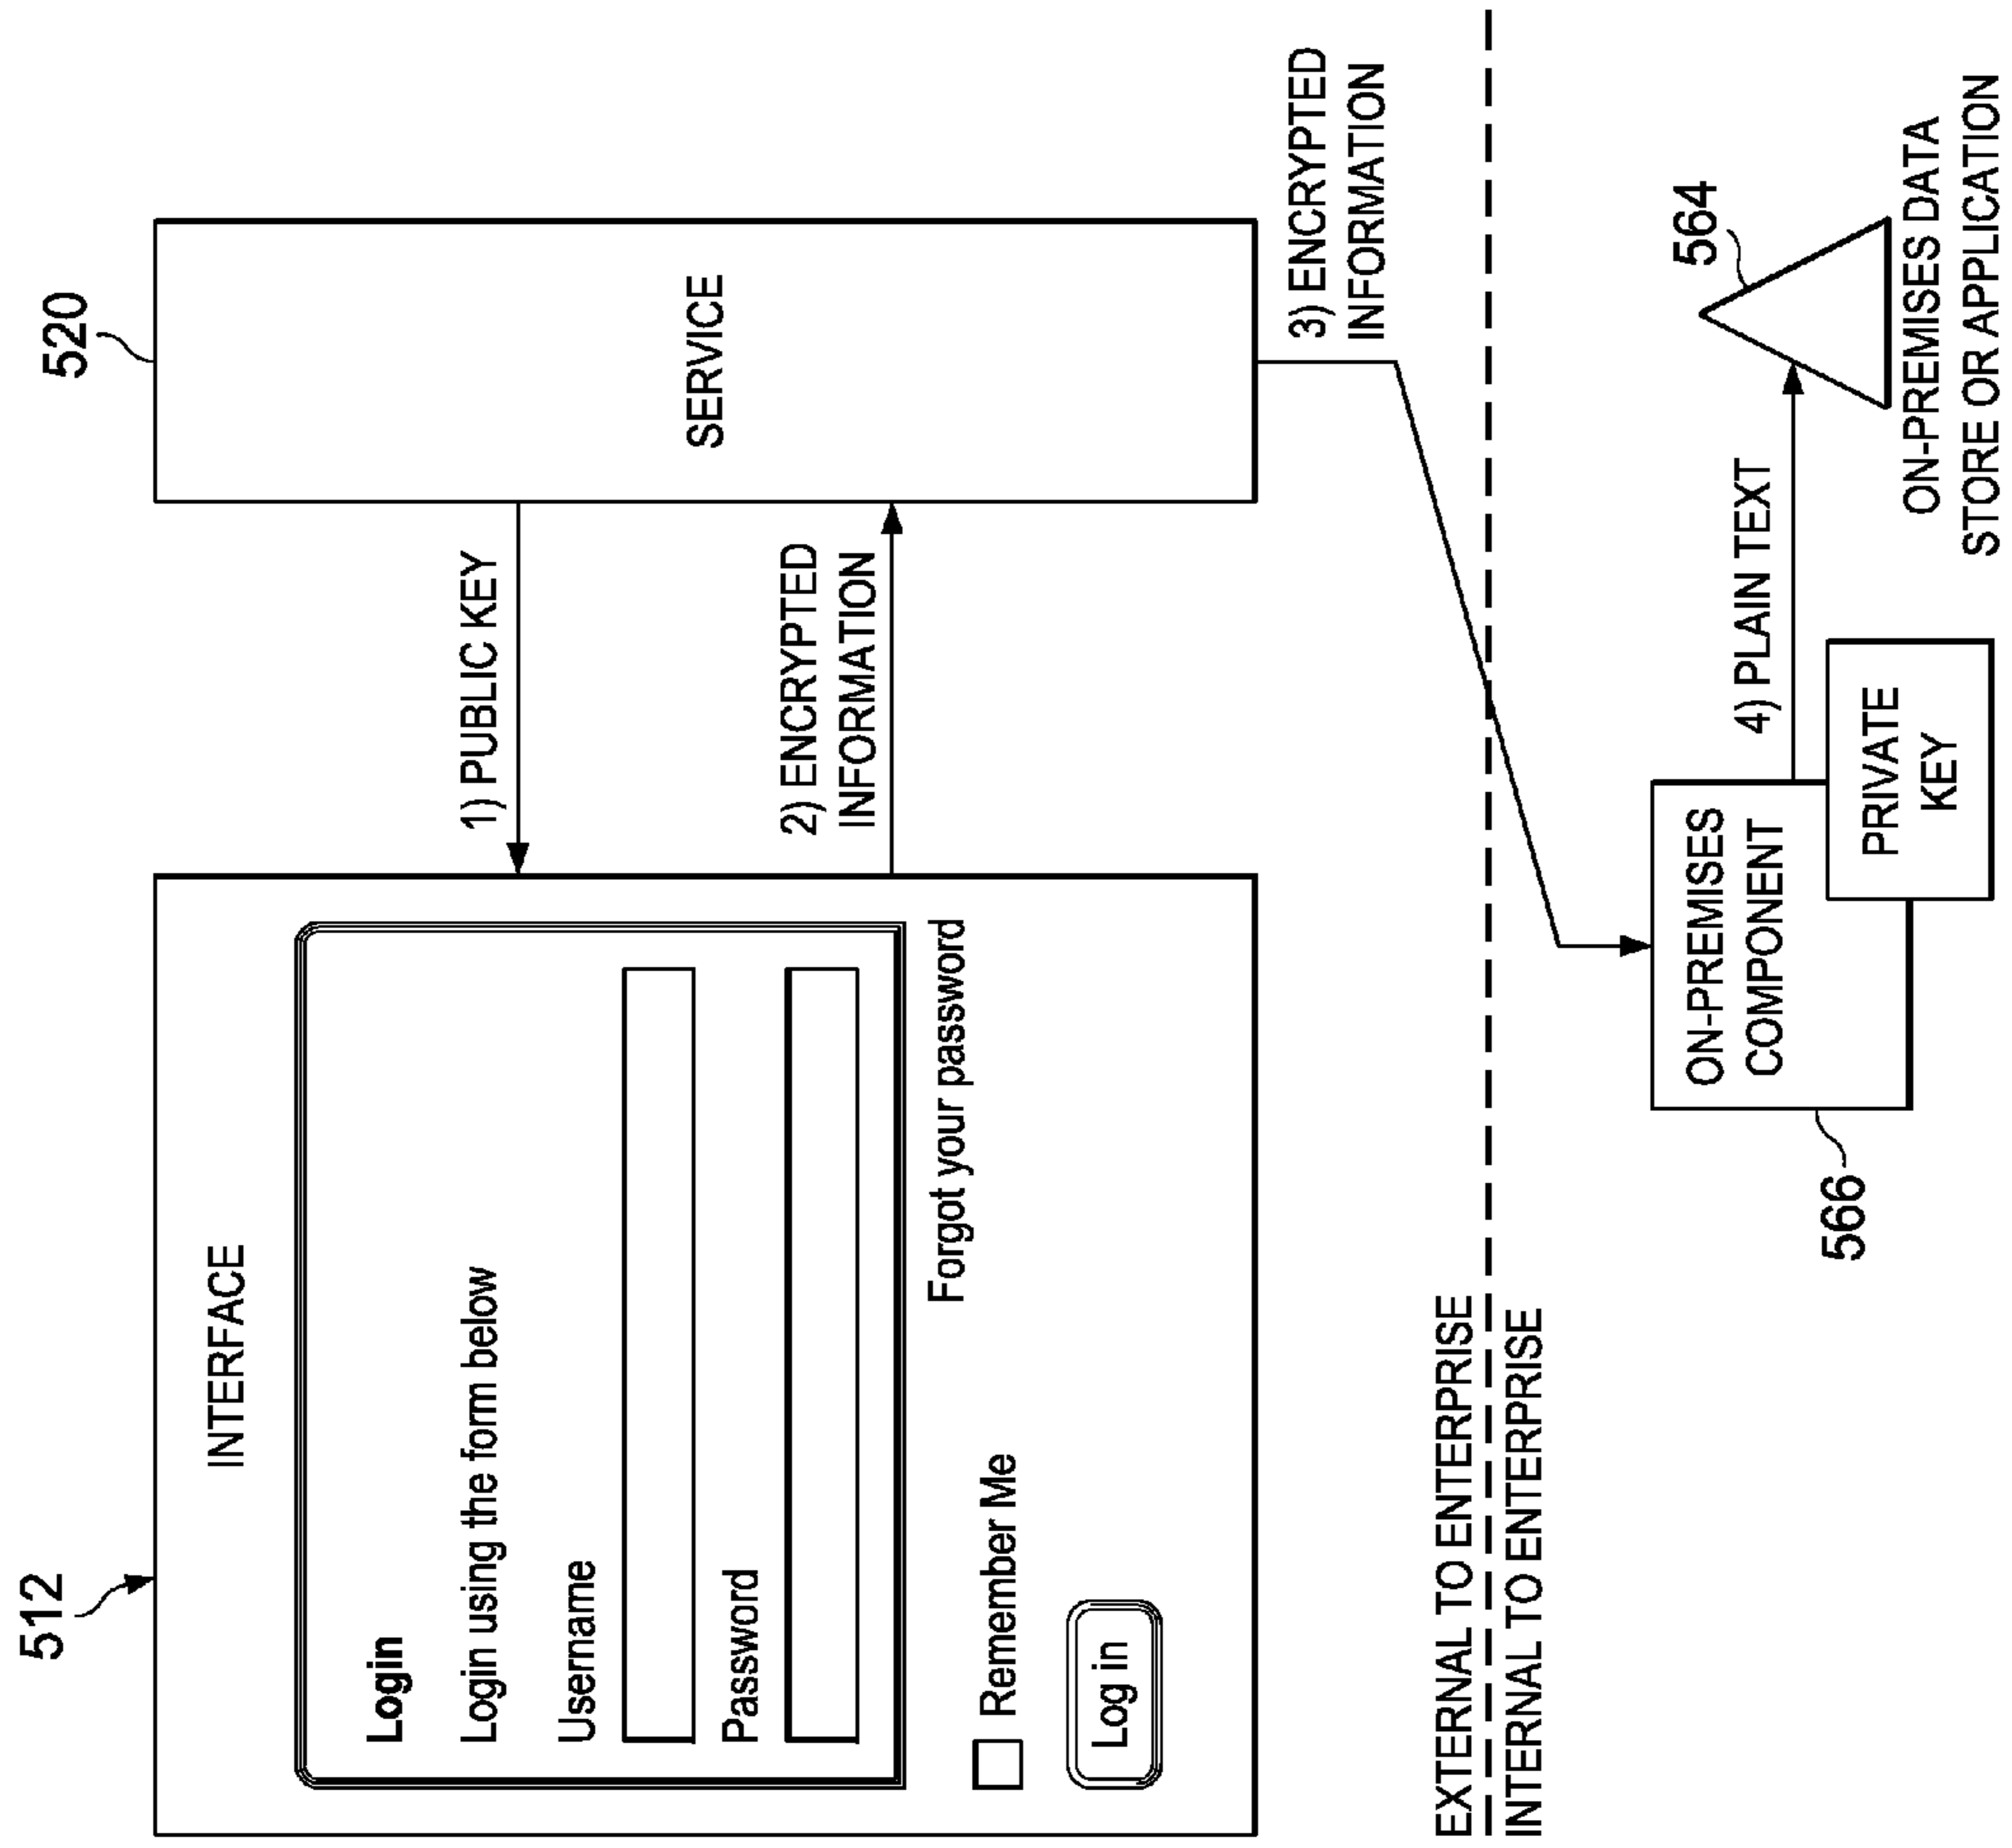 512
520
INTERFACE
Login
Login using the form below
Username
Password
Forgot your password
Remember Me
Log in
1) PUBLIC KEY
2) ENCRYPTED
INFORMATION
SERVICE
3) ENCRYPTED
INFORMATION
EXTERNAL TO ENTERPRISE
INTERNAL TO ENTERPRISE
566
ON-PREMISES
COMPONENT
PRIVATE
KEY
4) PLAIN TEXT
564
ON-PREMISES DATA
STORE OR APPLICATION